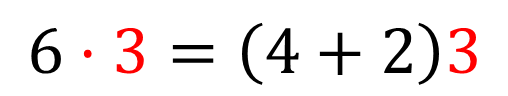 6 · 3 = (4 + 2)3